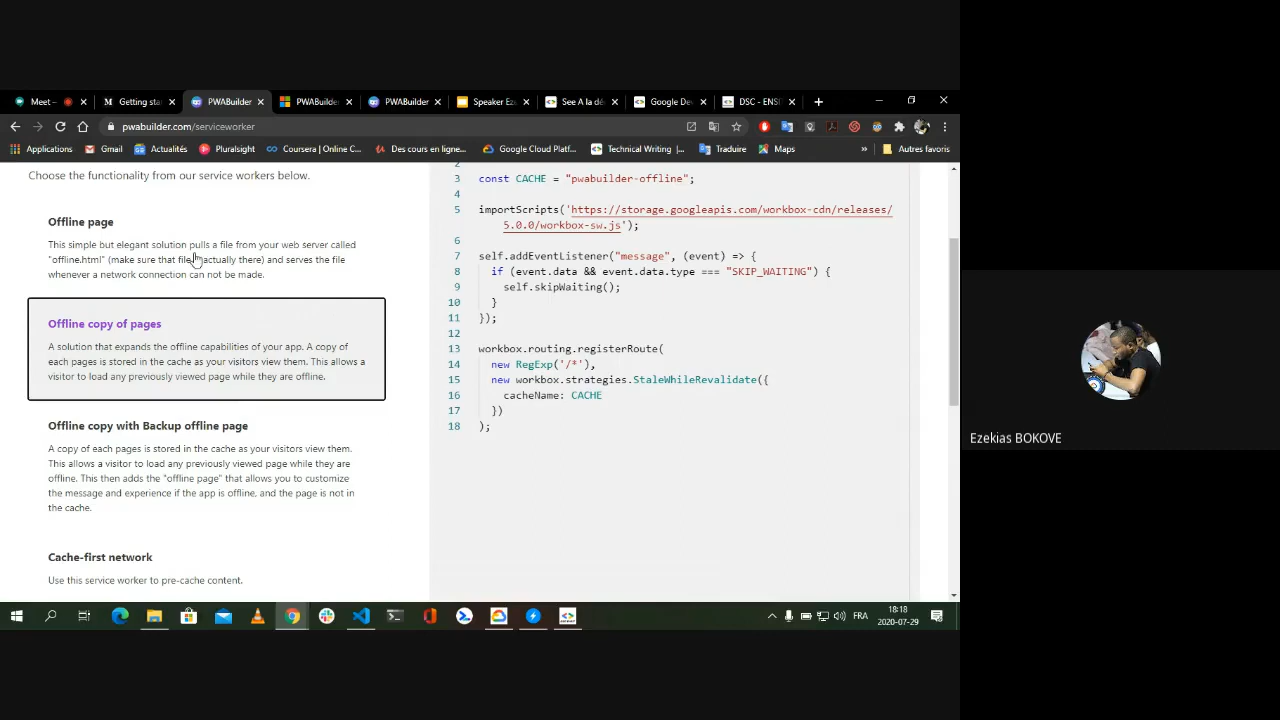 Meet –
Getting sta
PWABuilder
PWABuilder
PWABuilder
Speaker Eze
See A la dé
Google De
DSC - ENSI
pwabuilder.com/serviceworker
Applications
Gmail
Actualités
Pluralsight
Coursera | Online C...
Des cours en ligne...
Google Cloud Platf...
Technical Writing |...
Traduire
Maps
»
Autres favoris
Choose the functionality from our service workers below.
Offline page
This simple but elegant solution pulls a file from your web server called
"offline.html" (make sure that file actually there) and serves the file
whenever a network connection can not be made.
Offline copy of pages
A solution that expands the offline capabilities of your app. A copy of
each pages is stored in the cache as your visitors view them. This allows a
visitor to load any previously viewed page while they are offline.
Offline copy with Backup offline page
A copy of each pages is stored in the cache as your visitors view them.
This allows a visitor to load any previously viewed page while they are
offline. This then adds the "offline page" that allows you to customize
the message and experience if the app is offline, and the page is not in
the cache.
Cache-first network
Use this service worker to pre-cache content.
2
3 const CACHE = "pwabuilder-offline";
4
5 importScripts('https://storage.googleapis.com/workbox-cdn/releases/
5.0.0/workbox-sw.js');
6
7 self.addEventListener("message", (event) => {
8 if (event.data && event.data.type === "SKIP_WAITING") {
9 self.skipWaiting();
10 }
11 });
12
13 workbox.routing.registerRoute(
14 new RegExp('/*'),
15 new workbox.strategies.StaleWhileRevalidate({
16 cacheName: CACHE
17 })
18 );
Ezekias BOKOVE
FRA
18:18
2020-07-29